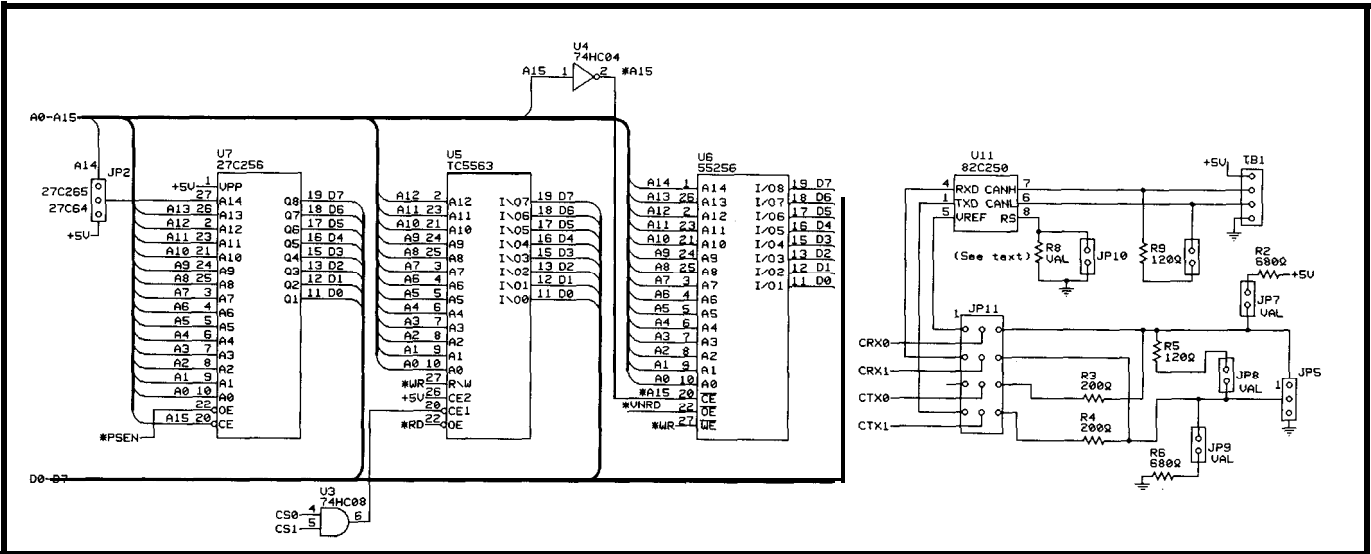 U4
74HC04
A15 1 2 *A15
A0-A15
A14
JP2
27C265
27C64
+5V
U7
27C256
+5V 1 VPP
27 A14
A13 26 A13
A12 2 A12
A11 23 A11
A10 21 A10
A9 24 A9
A8 25 A8
A7 3 A7
A6 4 A6
A5 5 A5
A4 6 A4
A3 7 A3
A2 8 A2
A1 9 A1
A0 10 A0
22 OE
A15 20 CE
*PSEN
Q8 19 D7
Q7 18 D6
Q6 17 D5
Q5 16 D4
Q4 15 D3
Q3 13 D2
Q2 12 D1
Q1 11 D0
U5
TC5563
A12 2 A12
A11 23 A11
A10 21 A10
A9 24 A9
A8 25 A8
A7 3 A7
A6 4 A6
A5 5 A5
A4 6 A4
A3 7 A3
A2 8 A2
A1 9 A1
A0 10 A0
*WR 27 R\W
+5V 26 CE2
20 CE1
*RD 22 OE
I\O7 19 D7
I\O6 18 D6
I\O5 17 D5
I\O4 16 D4
I\O3 15 D3
I\O2 13 D2
I\O1 12 D1
I\O0 11 D0
U6
55256
A14 1 A14
A13 26 A13
A12 2 A12
A11 23 A11
A10 21 A10
A9 24 A9
A8 25 A8
A7 3 A7
A6 4 A6
A5 5 A5
A4 6 A4
A3 7 A3
A2 8 A2
A1 9 A1
A0 10 A0
*A15 20 CE
*VNRD 22 OE
*WR 27 WE
I/O8 19 D7
I/O7 18 D6
I/O6 17 D5
I/O5 16 D4
I/O4 15 D3
I/O3 13 D2
I/O2 12 D1
I/O1 11 D0
D0-D7
U3
74HC08
CS0 4
CS1 5
6
U11
82C250
4 RXD CANH 7
1 TXD CANL 6
5 VREF RS 8
+5V
TB1
(See text)
R8
VAL
JP10
R9
120Ω
R2
680Ω
+5V
JP7
VAL
JP11
1
CRX0
CRX1
CTX0
CTX1
R5
120Ω
R3
200Ω
R4
200Ω
JP8
VAL
JP5
1
R6
680Ω
JP9
VAL